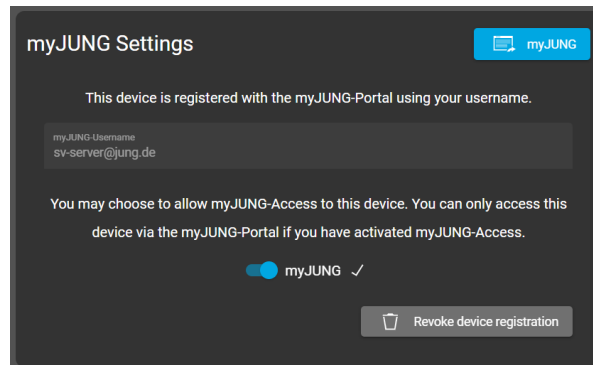 myJUNG Settings
myJUNG
This device is registered with the myJUNG-Portal using your username.
myJUNG-Username
sv-server@jung.de
You may choose to allow myJUNG-Access to this device. You can only access this
device via the myJUNG-Portal if you have activated myJUNG-Access.
myJUNG
Revoke device registration